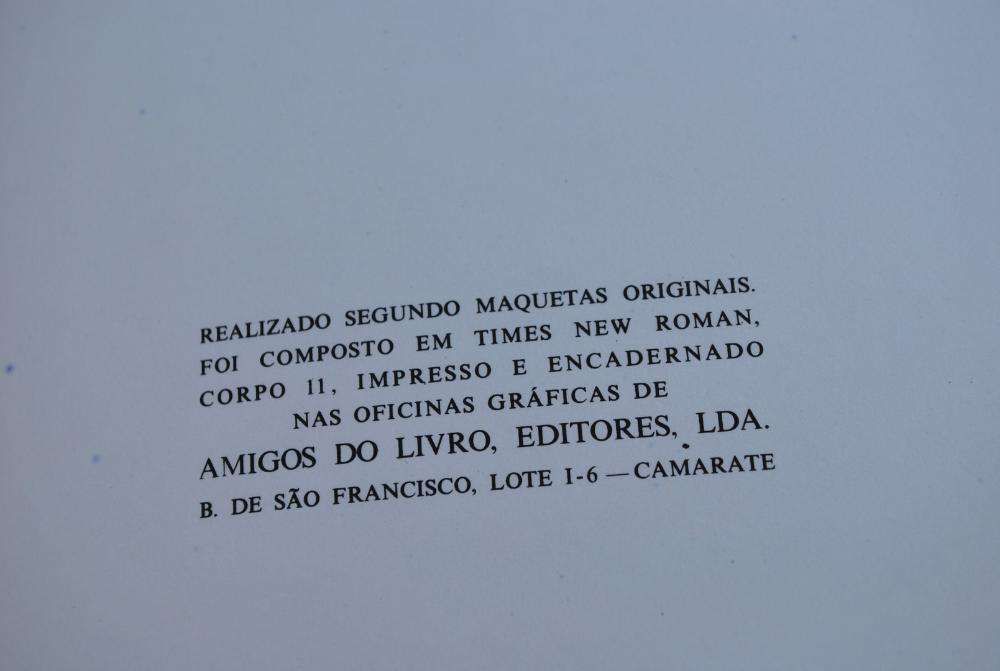 REALIZADO SEGUNDO MAQUETAS ORIGINAIS.
FOI COMPOSTO EM TIMES NEW ROMAN,
CORPO 11, IMPRESSO E ENCADERNADO
NAS OFICINAS GRÁFICAS DE
AMIGOS DO LIVRO, EDITORES, LDA.
B. DE SÃO FRANCISCO, LOTE I-6 — CAMARATE